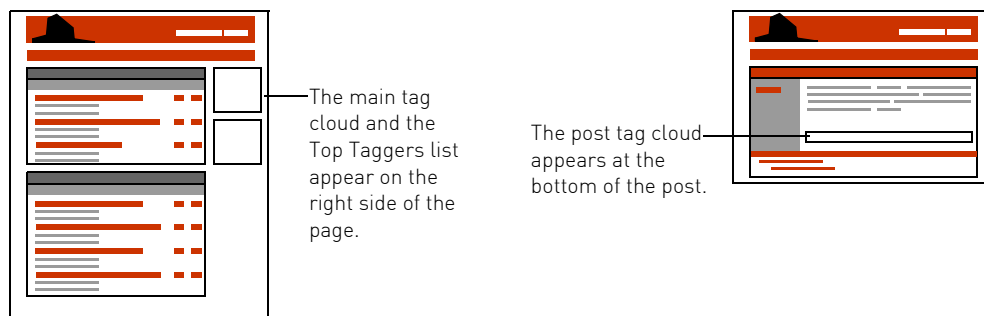 The main tag
cloud and the
Top Taggers list
appear on the
right side of the
page.
The post tag cloud
appears at the
bottom of the post.